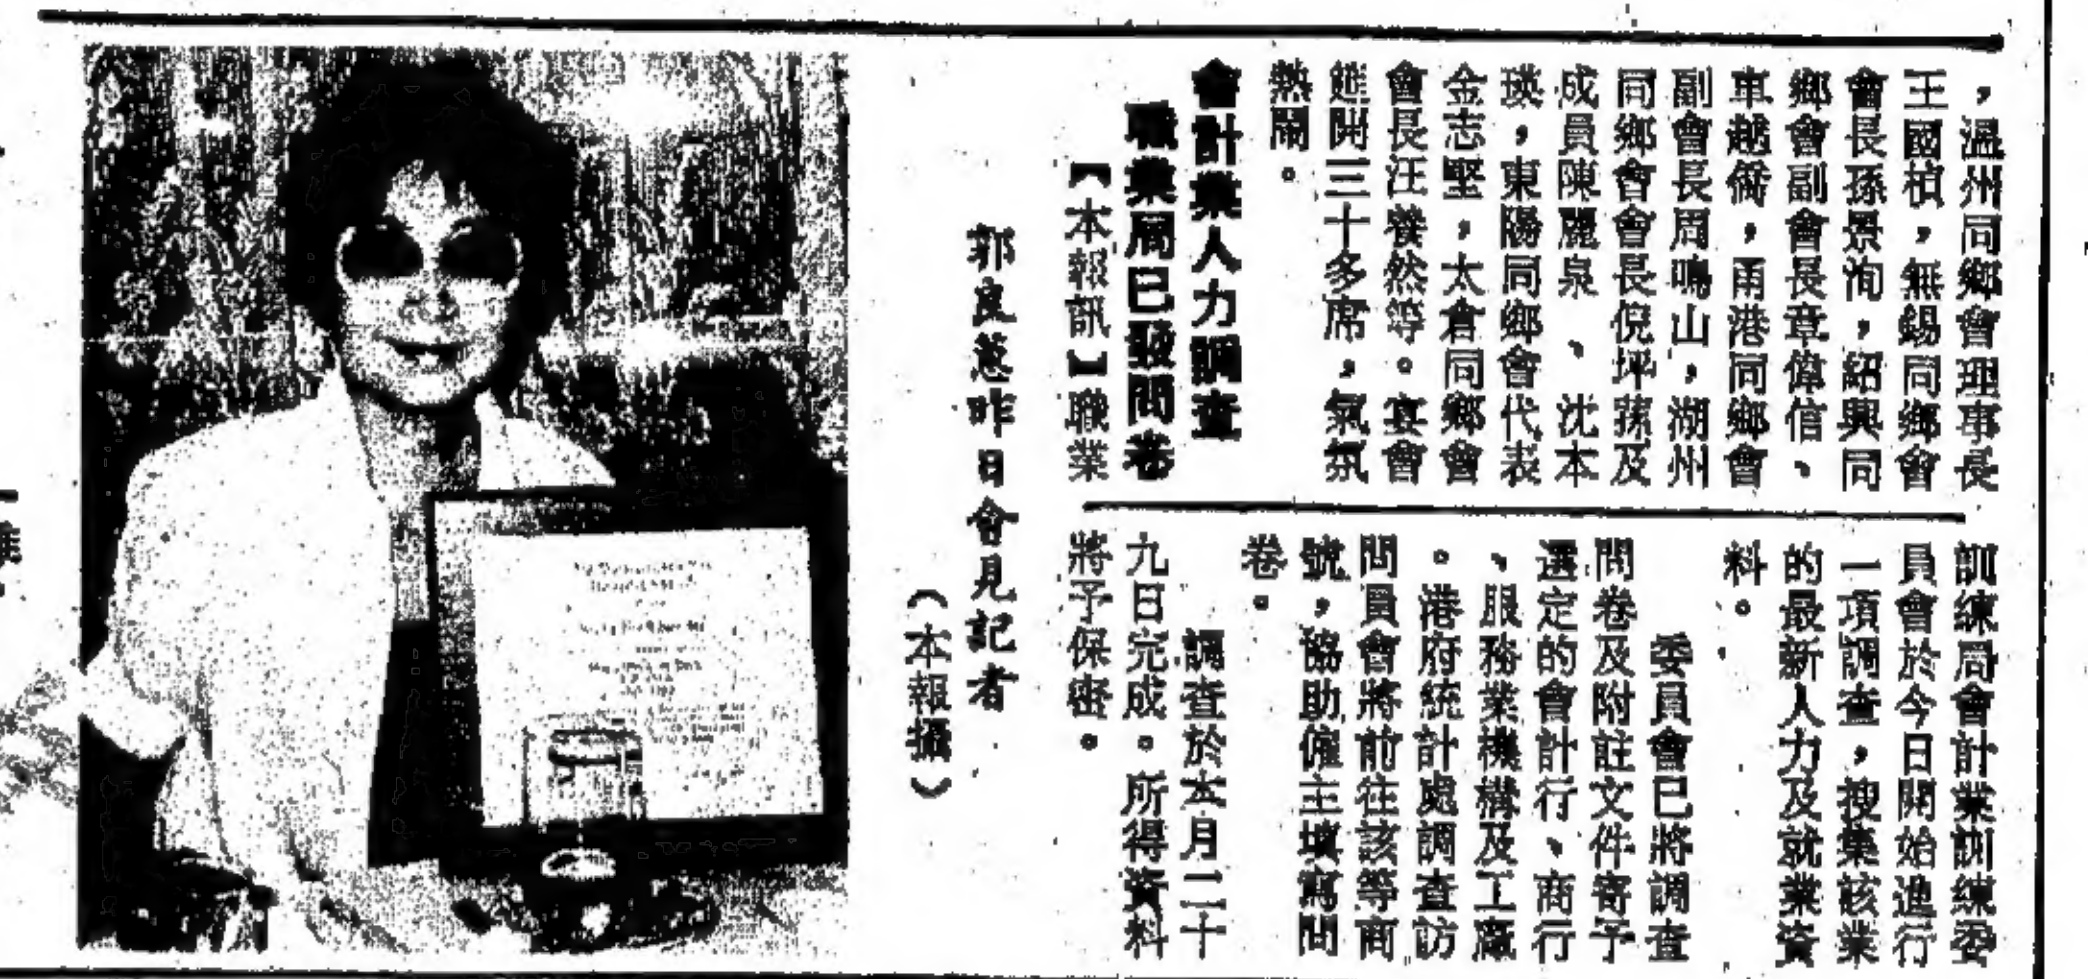 ，溫州同鄉會理事長
王國楨，無錫同鄉會
會長孫景洵，紹興同
鄉會副會長章偉信、
車越僑，甬港同鄉會
副會長周鳴山，湖州
同鄉會會長倪坪蓀及
成員陳麗泉、沈本
瑛，東陽同鄉會代表
金志堅，太倉同鄉會
會長汪養然等。宴會
筵開三十多席，氣氛
熱鬧。
會計業人力調查
職業局已發問卷
【本報訊】職業
訓練局會計業訓練委
員會於今日開始進行
一項調查，搜集該業
的最新人力及就業資
料。
委員會已將調查
問卷及附註文件寄予
選定的會計行、商行
、服務業機構及工廠
。港府統計處調查訪
問員會將前往該等商
號，協助僱主填寫問
卷。
調查於本月二十
九日完成。所得資料
將予保密。
郭良蕙昨日會見記者
（本報攝）